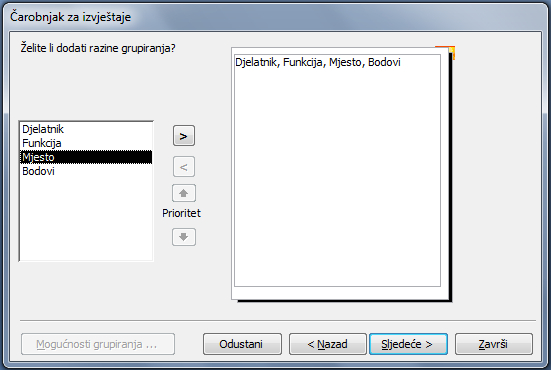 Čarobnjak za izvještaje
Želite li dodati razine grupiranja?
Djelatnik, Funkcija, Mjesto, Bodovi
Djelatnik
Funkcija
Mjesto
Bodovi
>
<
Prioritet
Mogućnosti grupiranja ...
Odustani
< Nazad
Sljedeće >
Završi